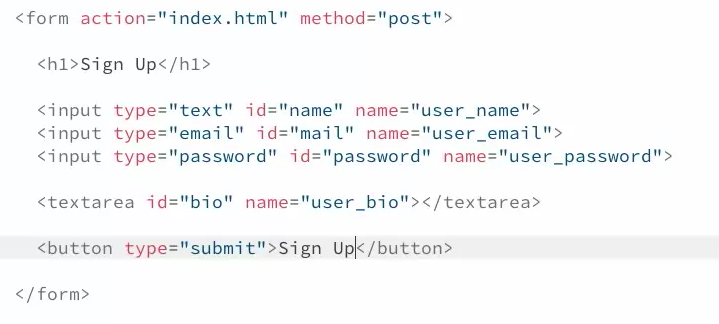 <form action="index.html" method="post">
<h1>Sign Up</h1>
<input type="text" id="name" name="user_name">
<input type="email" id="mail" name="user_email">
<input type="password" id="password" name="user_password">
<textarea id="bio" name="user_bio"></textarea>
<button type="submit">Sign Up</button>
</form>